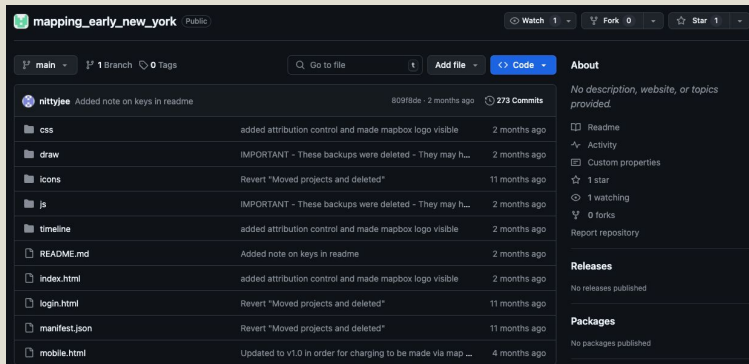 mapping_early_new_york Public
Watch 1 Fork 0 Star 1
main 1 Branch 0 Tags Go to file t Add file Code
nittyjee Added note on keys in readme 809f8de · 2 months ago 273 Commits
css added attribution control and made mapbox logo visible 2 months ago
draw IMPORTANT - These backups were deleted - They may h... 2 months ago
icons Revert "Moved projects and deleted" 11 months ago
js IMPORTANT - These backups were deleted - They may h... 2 months ago
timeline added attribution control and made mapbox logo visible 2 months ago
README.md Added note on keys in readme 2 months ago
index.html added attribution control and made mapbox logo visible 2 months ago
login.html Revert "Moved projects and deleted" 11 months ago
manifest.json Revert "Moved projects and deleted" 11 months ago
mobile.html Updated to v1.0 in order for charging to be made via map ... 4 months ago
About
No description, website, or topics
provided.
Readme
Activity
Custom properties
1 star
1 watching
0 forks
Report repository
Releases
No releases published
Packages
No packages published